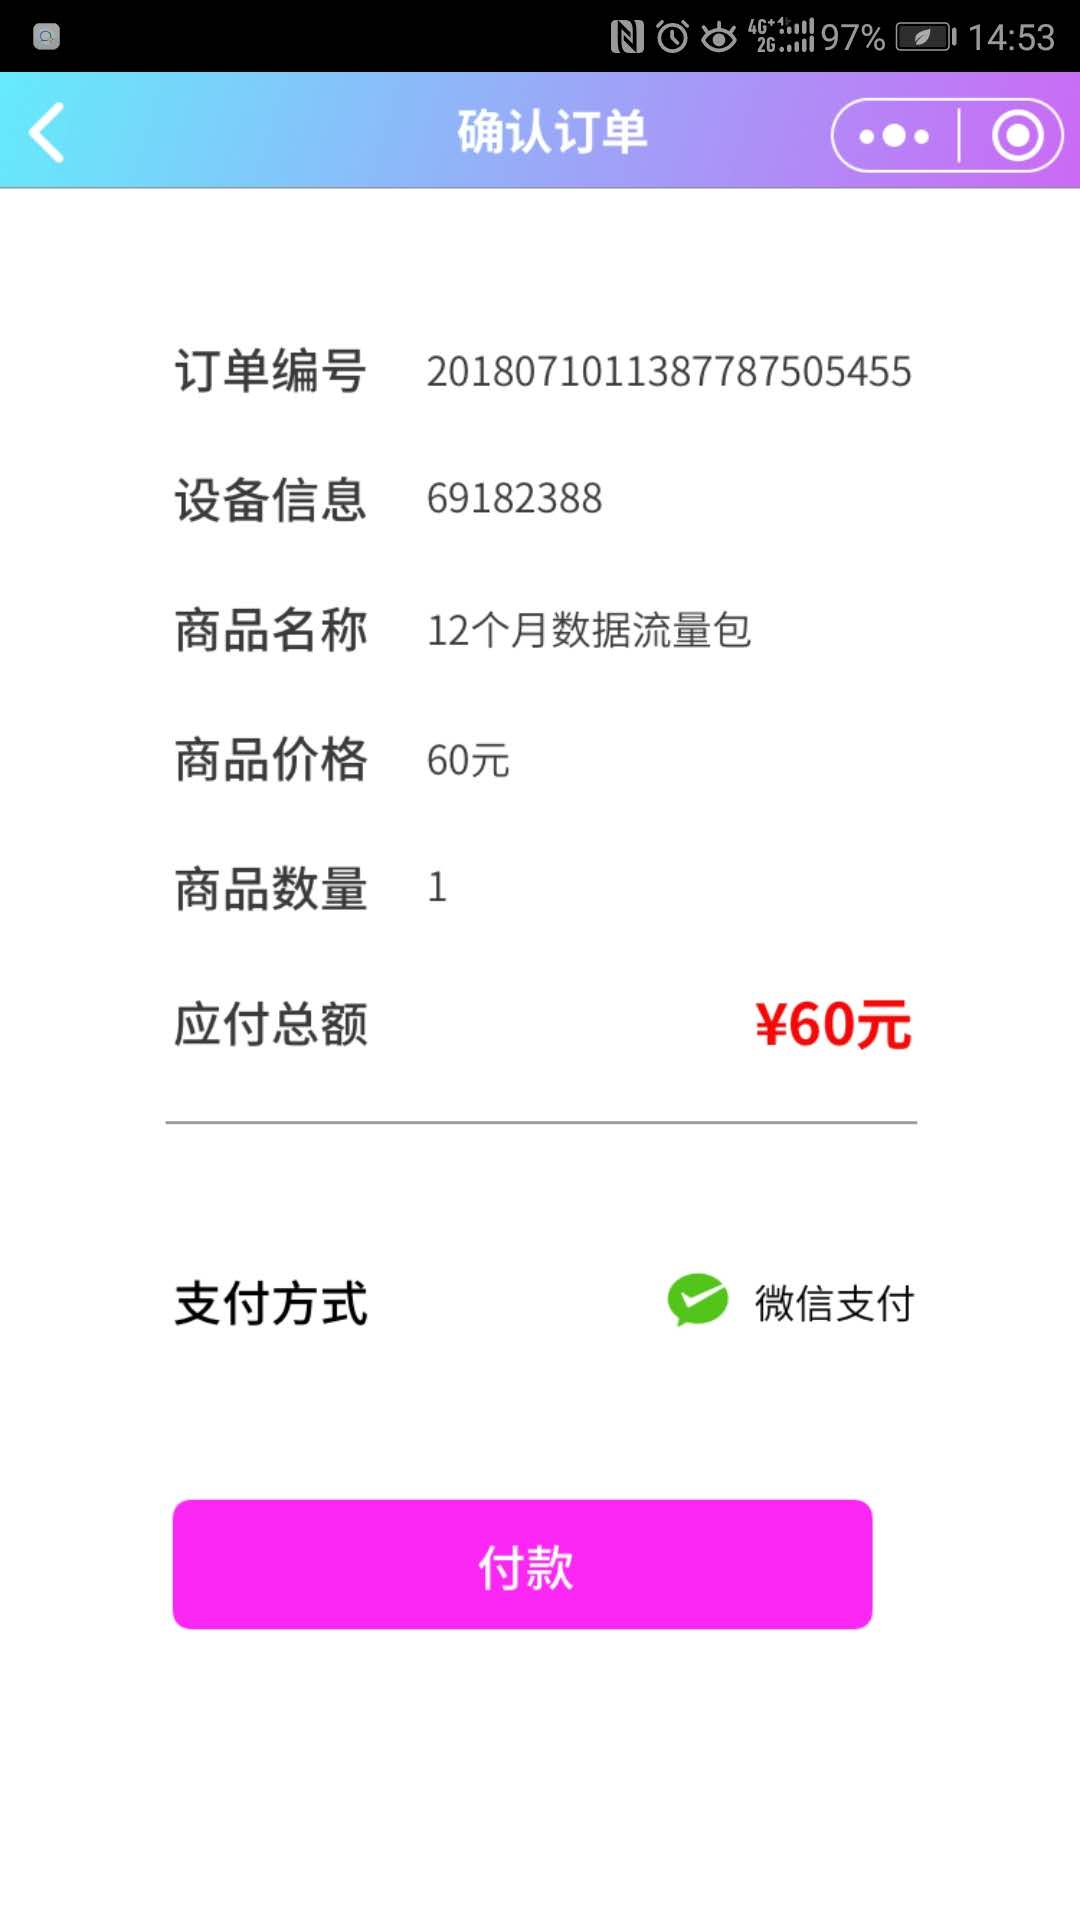 4G+ 2G 97% 14:53
确认订单
订单编号 2018071011387787505455
设备信息 69182388
商品名称 12个月数据流量包
商品价格 60元
商品数量 1
应付总额 ¥60元
支付方式 微信支付
付款